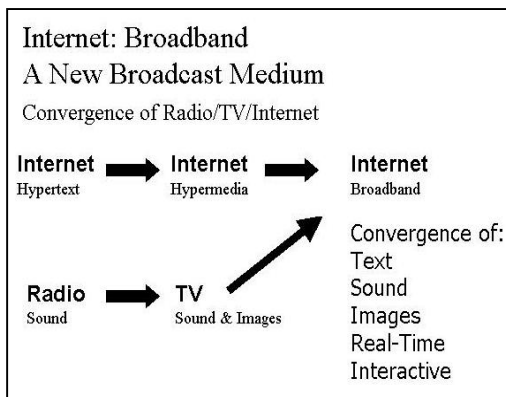 Internet: Broadband
A New Broadcast Medium
Convergence of Radio/TV/Internet
Internet Internet Internet
Hypertext Hypermedia Broadband
Radio TV
Sound Sound & Images
Convergence of:
Text
Sound
Images
Real-Time
Interactive